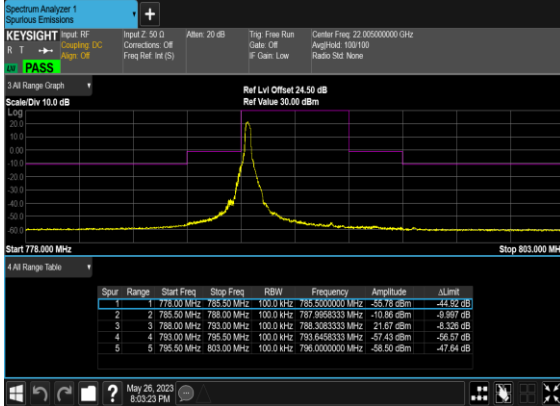 Spectrum Analyzer 1
Spurious Emissions
+
KEYSIGHT Input: RF Input Z: 50 Ω Atten: 20 dB Trig: Free Run Center Freq: 22.005000000 GHz
R T Coupling: DC Corrections: Off Gate: Off Avg|Hold: 100/100
Align: Off Freq Ref: Int (S) IF Gain: Low Radio Std: None
PASS
3 All Range Graph
Ref Lvl Offset 24.50 dB
Scale/Div 10.0 dB Ref Value 30.00 dBm
Log
20.0
10.0
0.00
-10.0
-20.0
-30.0
-40.0
-50.0
-60.0
Start 778.000 MHz Stop 803.000 MH
4 All Range Table
Spur Range Start Freq Stop Freq RBW Frequency Amplitude ΔLimit
1 1 778.00 MHz 785.50 MHz 100.0 kHz 785.5000000 MHz -55.78 dBm -44.92 dB
2 2 785.50 MHz 788.00 MHz 100.0 kHz 787.9958333 MHz -10.86 dBm -9.997 dB
3 3 788.00 MHz 793.00 MHz 100.0 kHz 788.3083333 MHz 21.67 dBm -8.326 dB
4 4 793.00 MHz 795.50 MHz 100.0 kHz 793.6458333 MHz -57.43 dBm -56.57 dB
5 5 795.50 MHz 803.00 MHz 100.0 kHz 796.0000000 MHz -58.50 dBm -47.64 dB
? May 26, 2023
8:03:23 PM